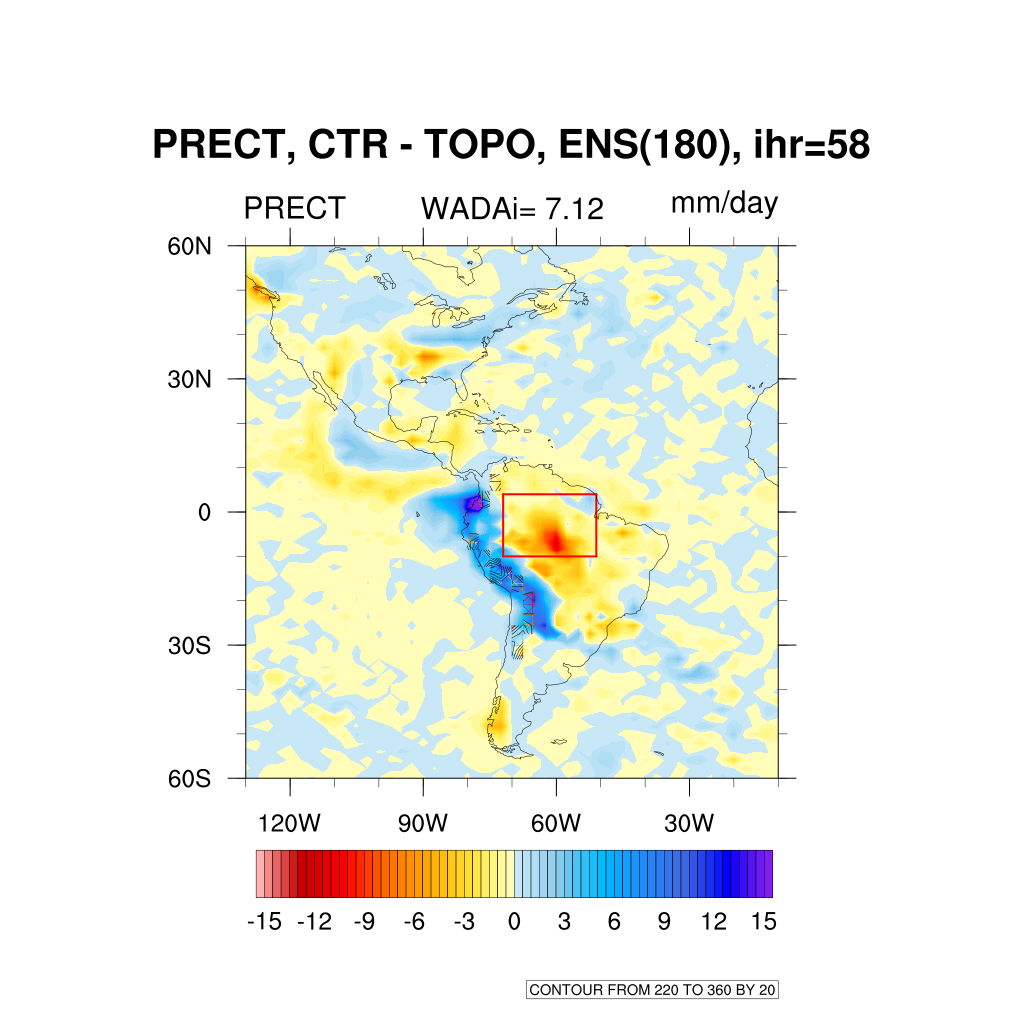 PRECT, CTR - TOPO, ENS(180), ihr=58
PRECT WADAi= 7.12 mm/day
60N
30N
0
30S
60S
120W 90W 60W 30W
-15 -12 -9 -6 -3 0 3 6 9 12 15
CONTOUR FROM 220 TO 360 BY 20